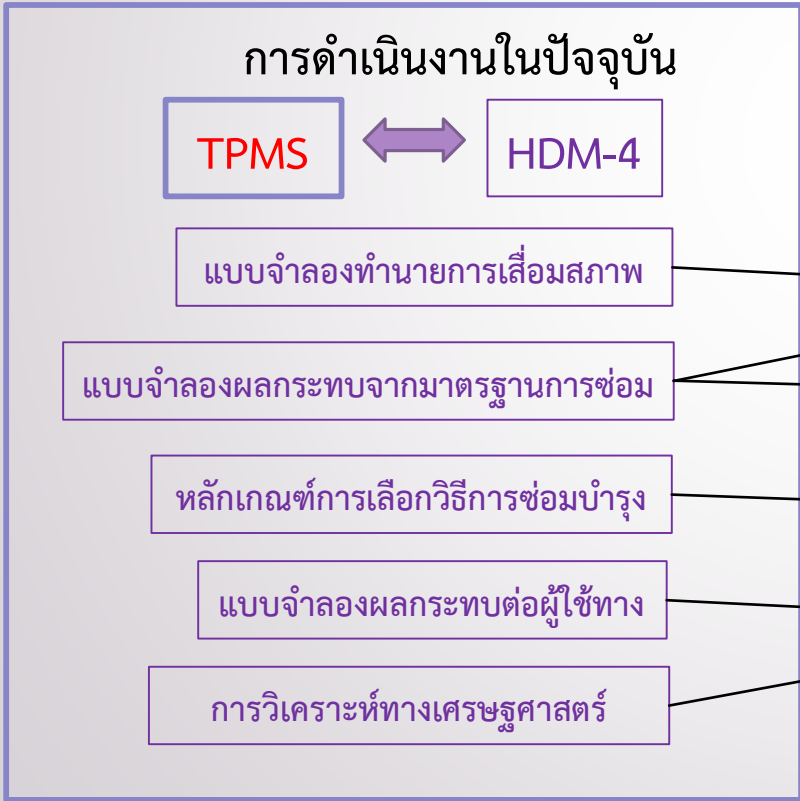 การดำเนินงานในปัจจุบัน
TPMS
HDM-4
แบบจำลองทำนายการเสื่อมสภาพ
แบบจำลองผลกระทบจากมาตรฐานการซ่อม
หลักเกณฑ์การเลือกวิธีการซ่อมบำรุง
แบบจำลองผลกระทบต่อผู้ใช้ทาง
การวิเคราะห์ทางเศรษฐศาสตร์